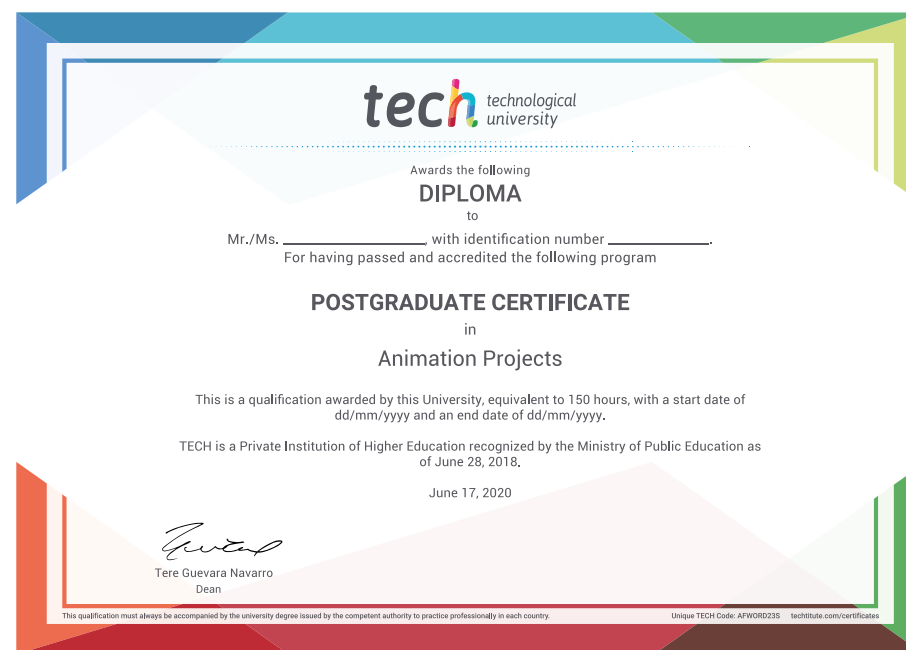 tech technological
university
Awards the following
DIPLOMA
to
Mr./Ms. ____________________, with identification number ______________.
For having passed and accredited the following program
POSTGRADUATE CERTIFICATE
in
Animation Projects
This is a qualification awarded by this University, equivalent to 150 hours, with a start date of
dd/mm/yyyy and an end date of dd/mm/yyyy.
TECH is a Private Institution of Higher Education recognized by the Ministry of Public Education as
of June 28, 2018.
June 17, 2020
Tere Guevara Navarro
Dean
This qualification must always be accompanied by the university degree issued by the competent authority to practice professionally in each country.
Unique TECH Code: AFWORD23S techtitute.com/certificates